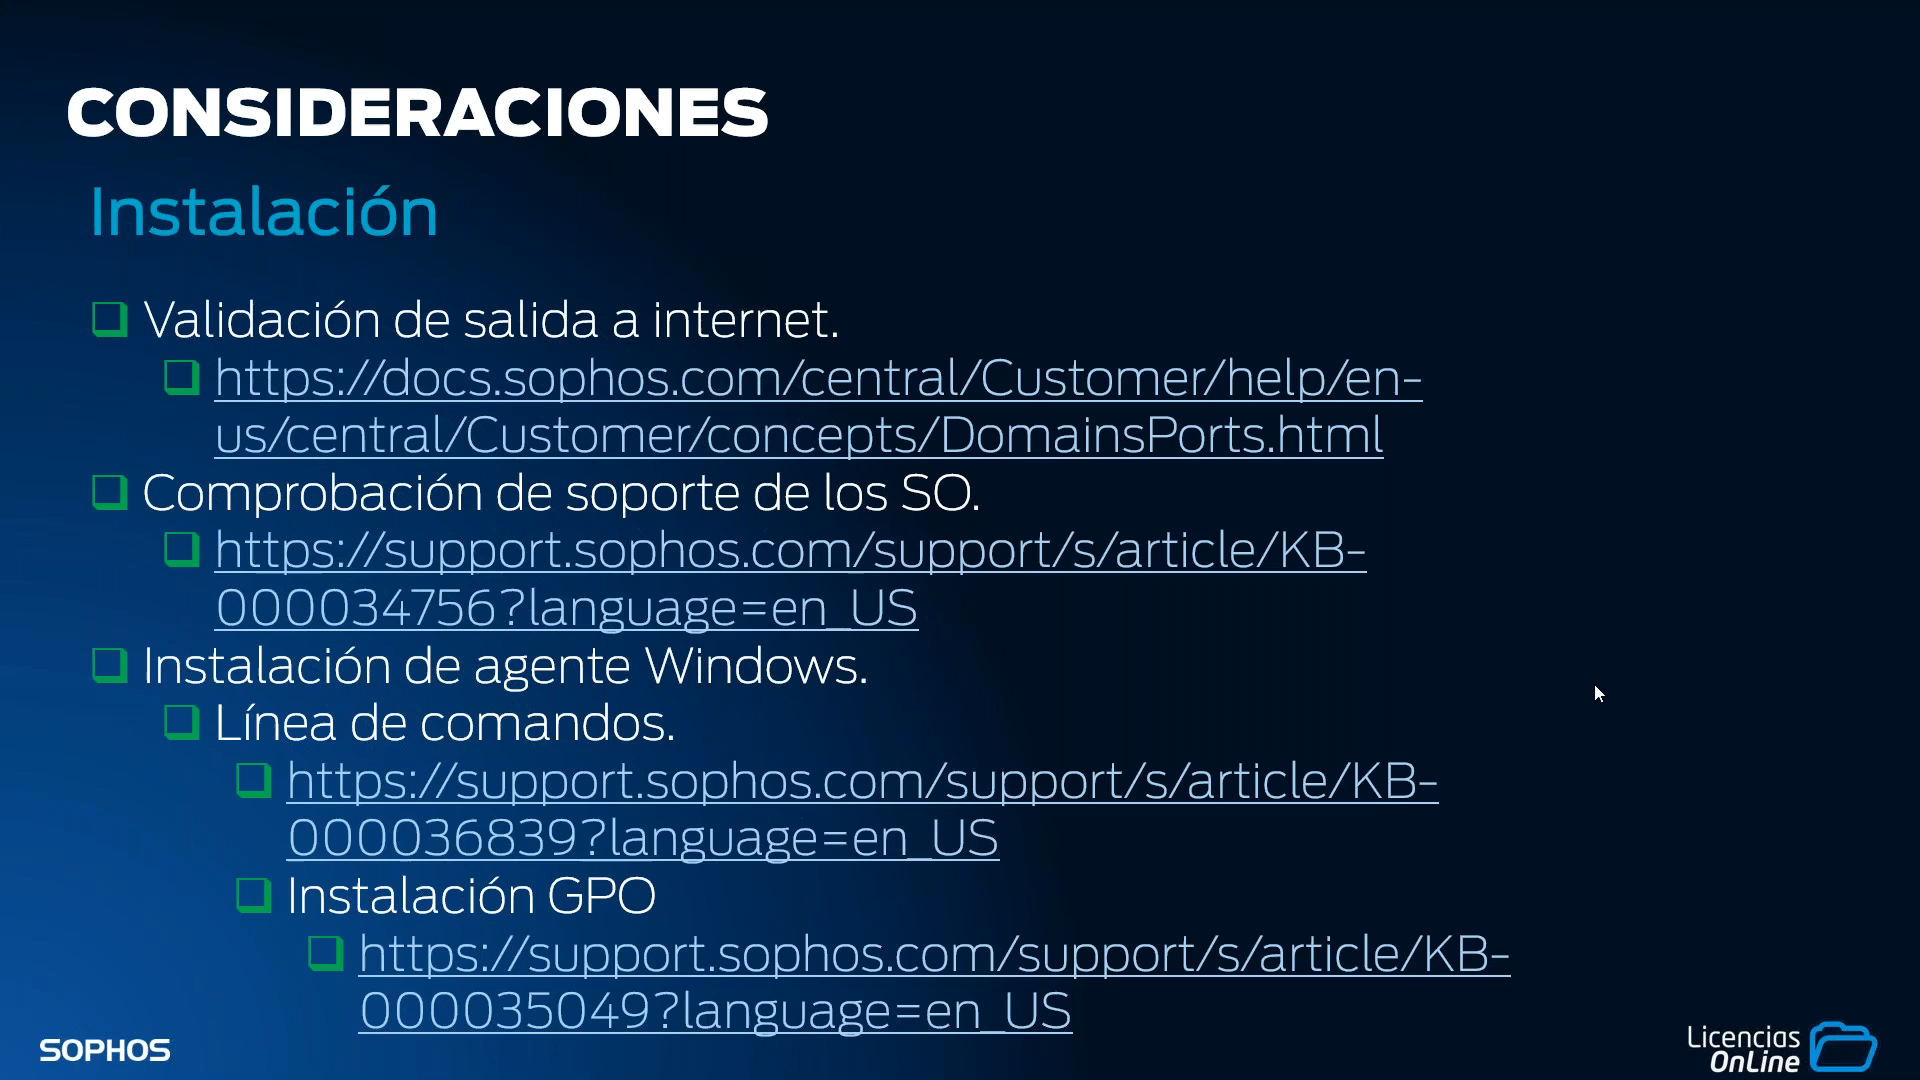 CONSIDERACIONES
Instalación
Validación de salida a internet.
https://docs.sophos.com/central/Customer/help/en-
us/central/Customer/concepts/DomainsPorts.html
Comprobación de soporte de los SO.
https://support.sophos.com/support/s/article/KB-
000034756?language=en_US
Instalación de agente Windows.
Línea de comandos.
https://support.sophos.com/support/s/article/KB-
000036839?language=en_US
Instalación GPO
https://support.sophos.com/support/s/article/KB-
000035049?language=en_US
SOPHOS
Licencias
OnLine